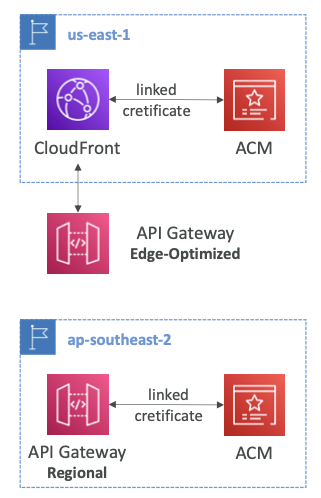 us-east-1
linked
cretificate
CloudFront
ACM
API Gateway
Edge-Optimized
ap-southeast-2
linked
cretificate
API Gateway
Regional
ACM